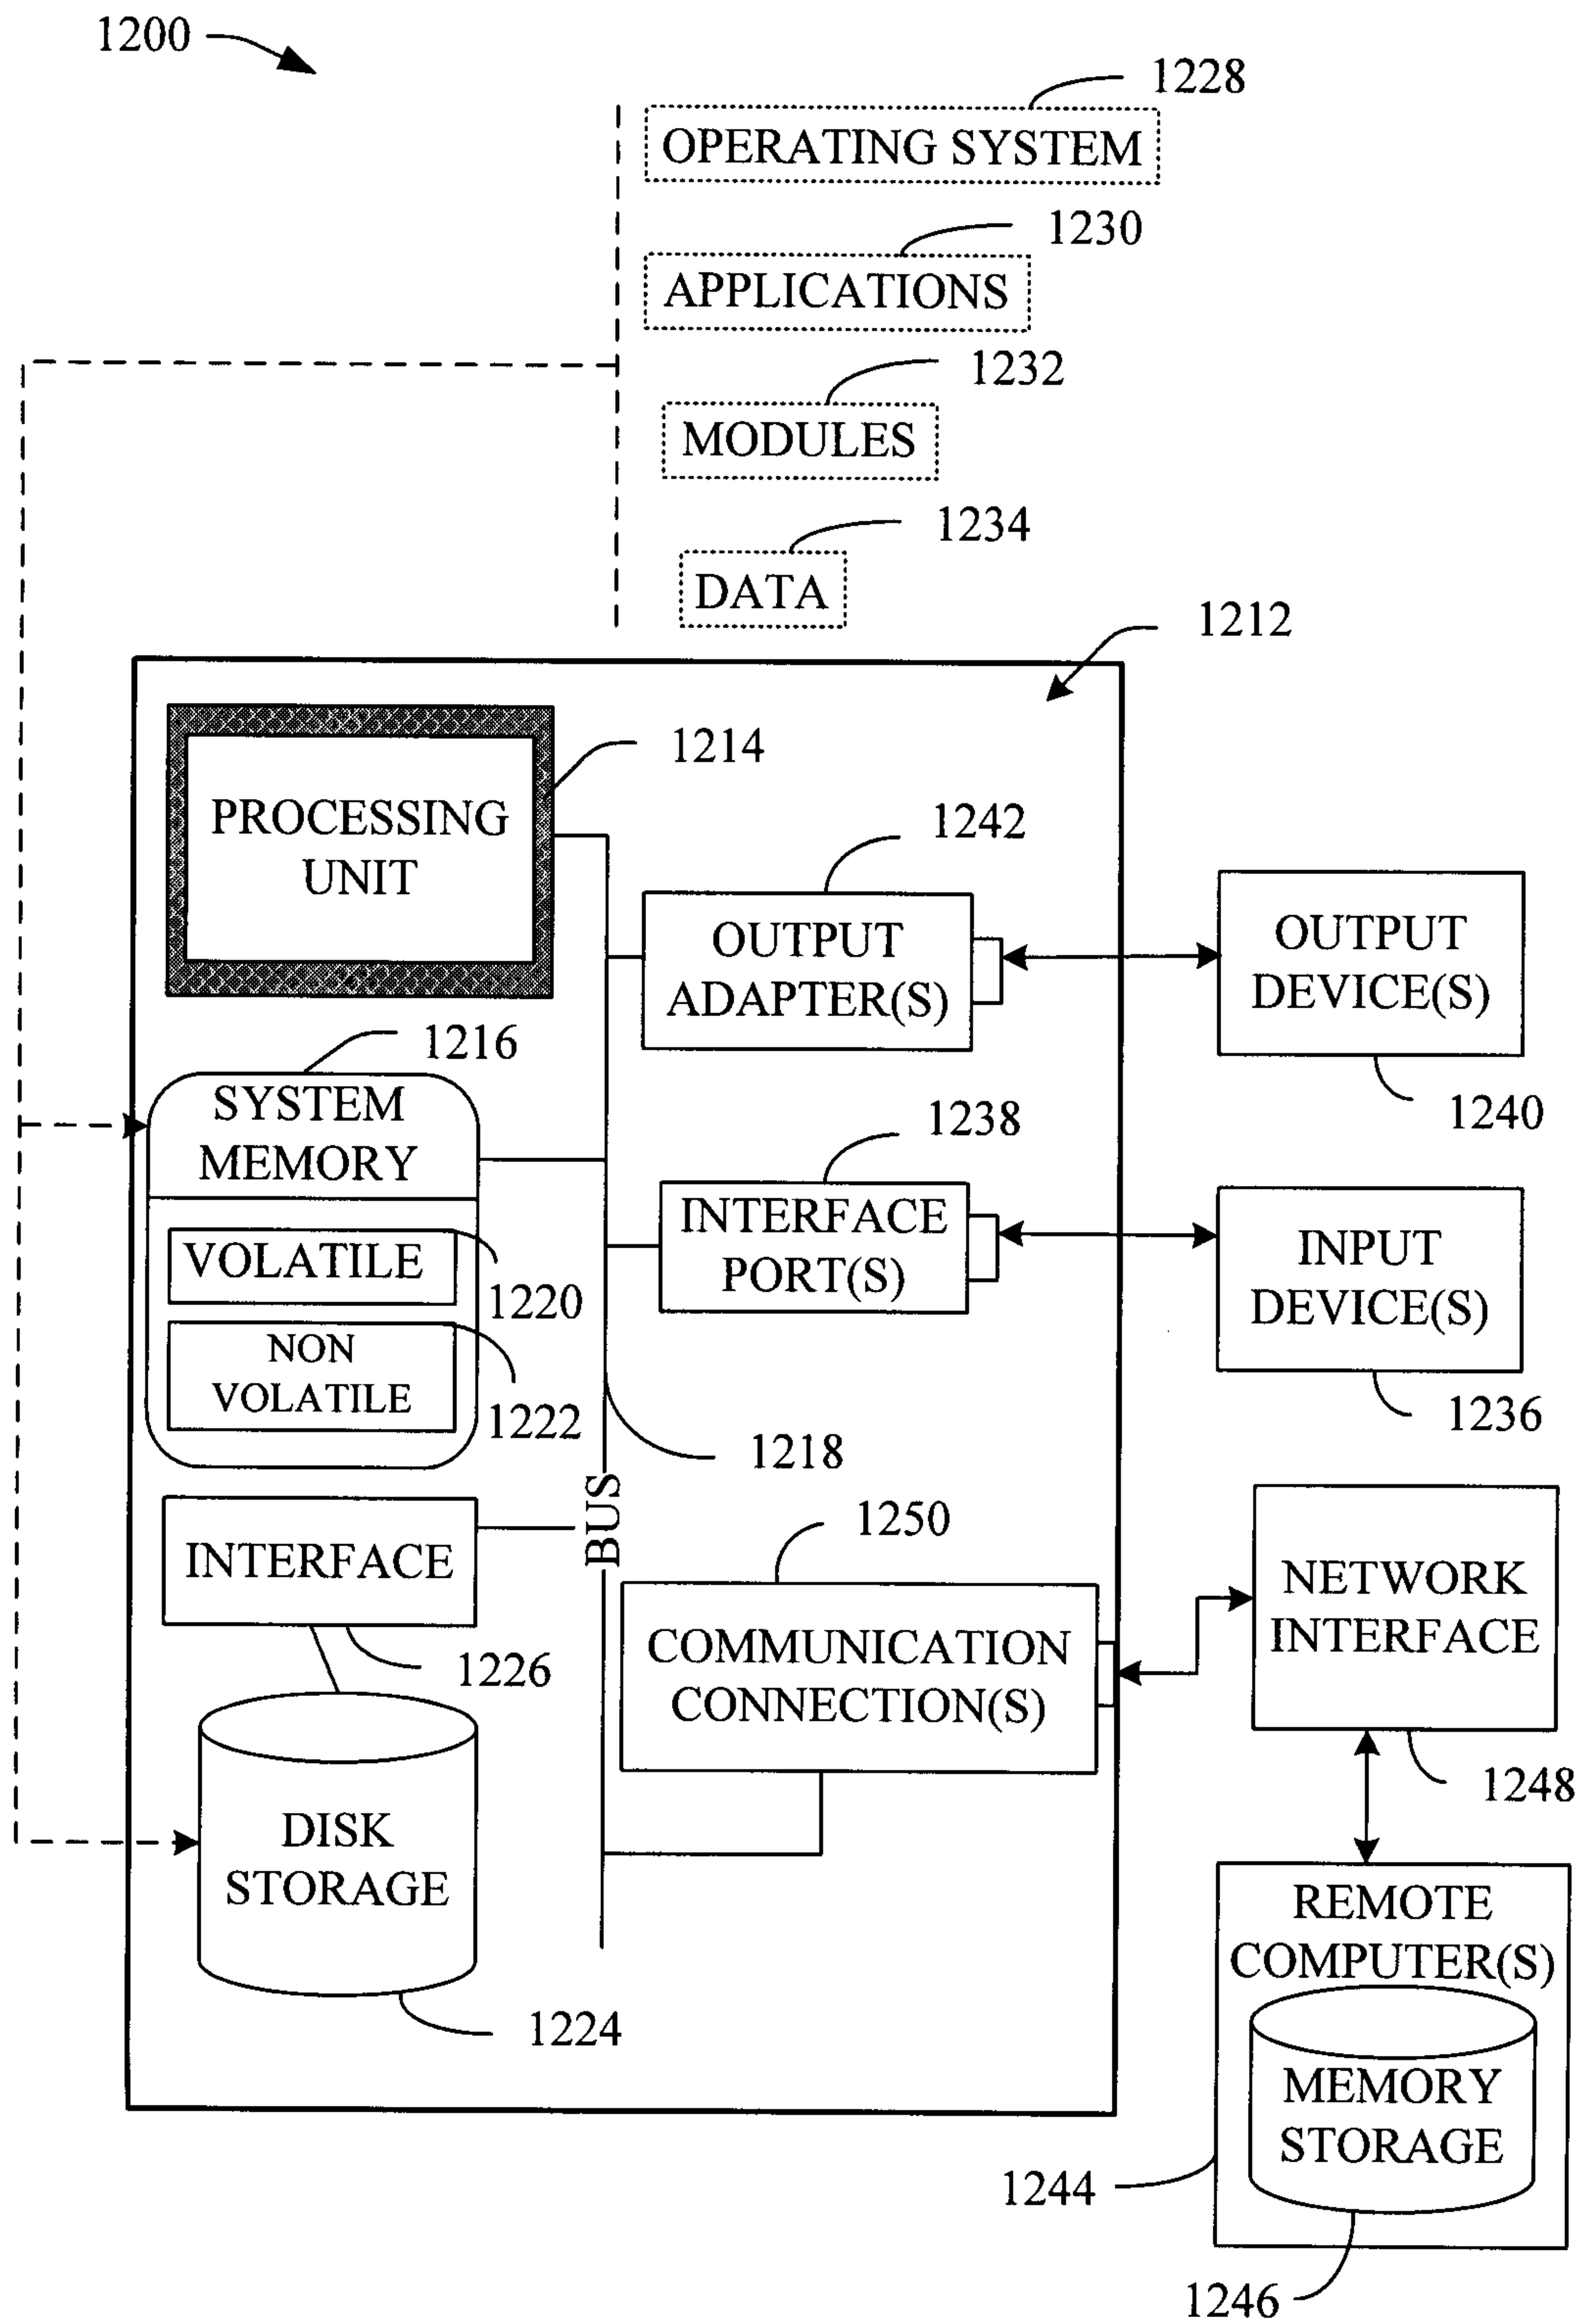 1200
1228
OPERATING SYSTEM
1230
APPLICATIONS
1232
MODULES
1234
DATA
1212
PROCESSING
UNIT
1214
1242
OUTPUT
ADAPTER(S)
OUTPUT
DEVICE(S)
1240
1216
SYSTEM
MEMORY
VOLATILE
1220
NON
VOLATILE
1222
1238
INTERFACE
PORT(S)
INPUT
DEVICE(S)
1236
1218
BUS
INTERFACE
1226
1250
COMMUNICATION
CONNECTION(S)
NETWORK
INTERFACE
1248
DISK
STORAGE
1224
REMOTE
COMPUTER(S)
MEMORY
STORAGE
1244
1246